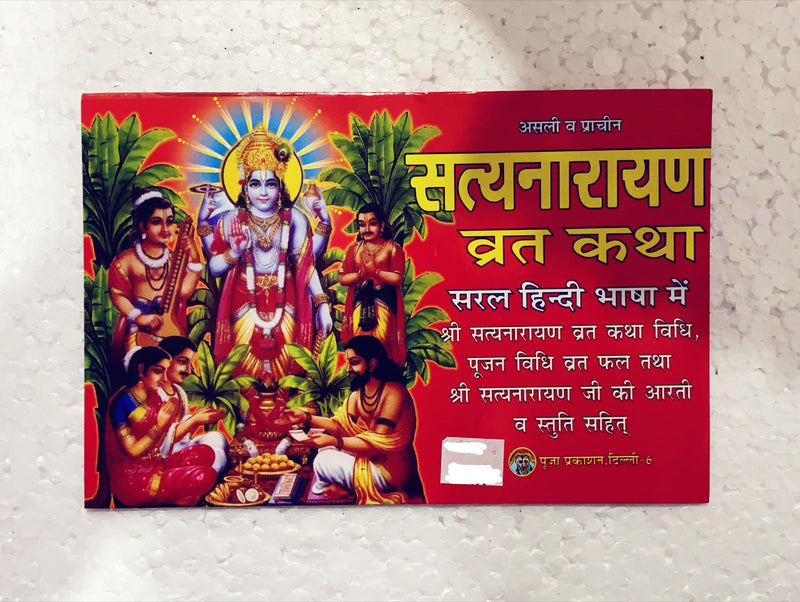 असली व प्राचीन
सत्यनारायण
व्रत कथा
सरल हिन्दी भाषा में
श्री सत्यनारायण व्रत कथा विधि,
पूजन विधि व्रत फल तथा
श्री सत्यनारायण जी की आरती
व स्तुति सहित्
पूजा प्रकाशन,दिल्ली-6